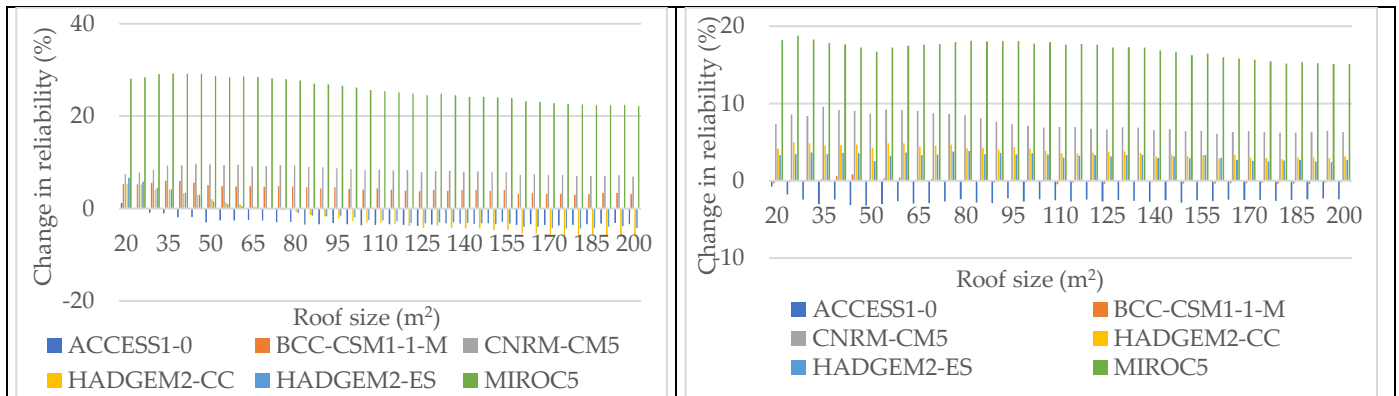 40
20
0
-20
Change in reliability (%)
20 35 50 65 80 95 110 125 140 155 170 185 200
Roof size (m²)
ACCESS1-0 BCC-CSM1-1-M CNRM-CM5
HADGEM2-CC HADGEM2-ES MIROC5
20
10
0
-10
Change in reliability (%)
20 35 50 65 80 95 110 125 140 155 170 185 200
Roof size (m²)
ACCESS1-0 BCC-CSM1-1-M
CNRM-CM5 HADGEM2-CC
HADGEM2-ES MIROC5